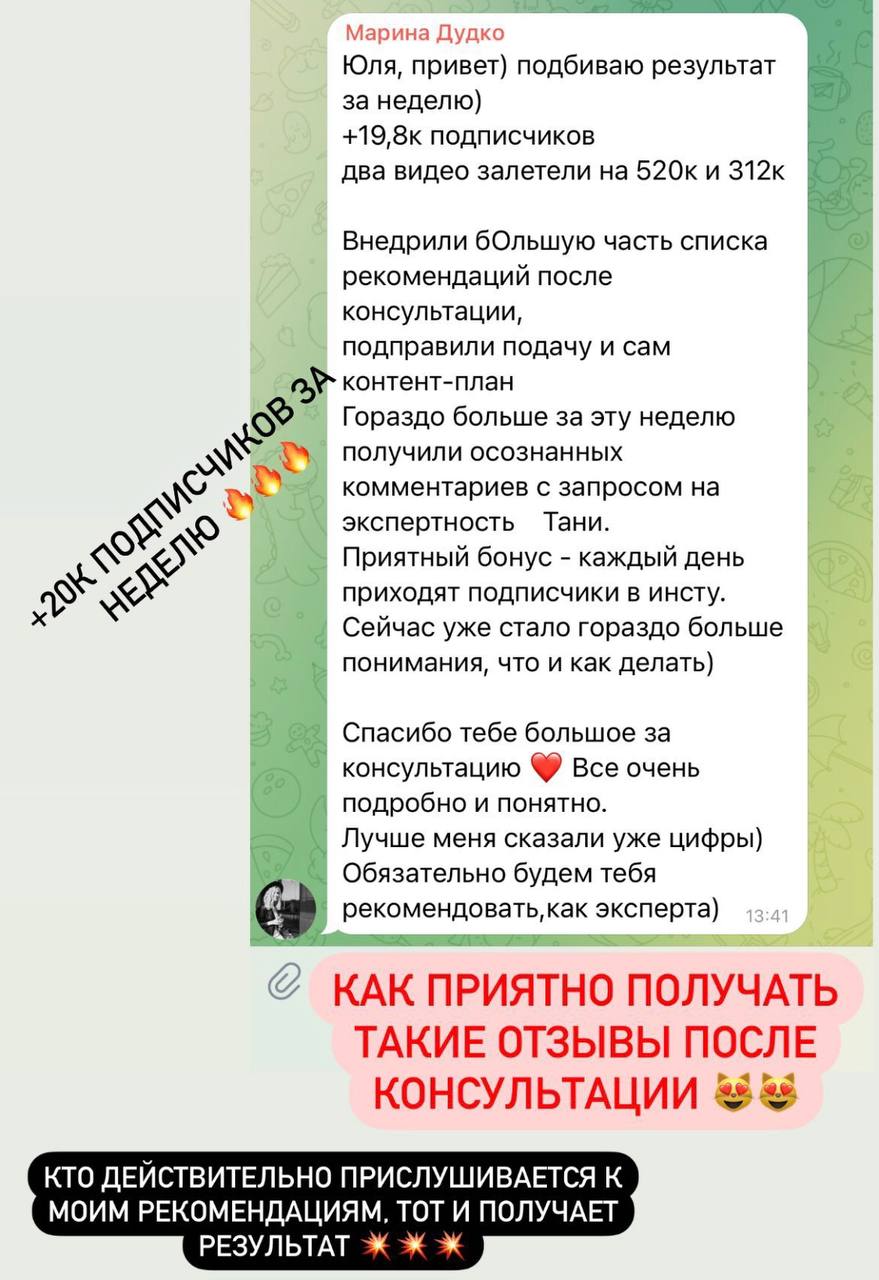 Марина Дудко
Юля, привет) подбиваю результат
за неделю)
+19,8к подписчиков
два видео залетели на 520к и 312к
Внедрили бОльшую часть списка
рекомендаций после
консультации,
подправили подачу и сам
контент-план
Гораздо больше за эту неделю
получили осознанных
комментариев с запросом на
экспертность Тани.
Приятный бонус - каждый день
приходят подписчики в инсту.
Сейчас уже стало гораздо больше
понимания, что и как делать)
Спасибо тебе большое за
консультацию ❤️ Все очень
подробно и понятно.
Лучше меня сказали уже цифры)
Обязательно будем тебя
рекомендовать,как эксперта)
13:41
+20К ПОДПИСЧИКОВ ЗА
НЕДЕЛЮ 🔥🔥🔥
КАК ПРИЯТНО ПОЛУЧАТЬ
ТАКИЕ ОТЗЫВЫ ПОСЛЕ
КОНСУЛЬТАЦИИ 😻😻
КТО ДЕЙСТВИТЕЛЬНО ПРИСЛУШИВАЕТСЯ К
МОИМ РЕКОМЕНДАЦИЯМ, ТОТ И ПОЛУЧАЕТ
РЕЗУЛЬТАТ 💥💥💥